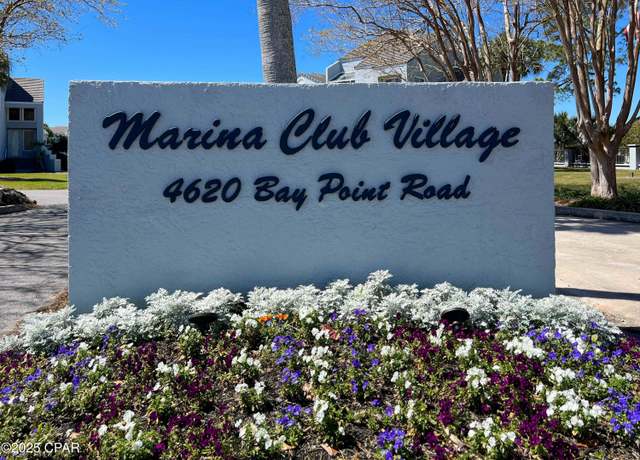 Marina Club Village
4620 Bay Point Road
©2025 CPAR